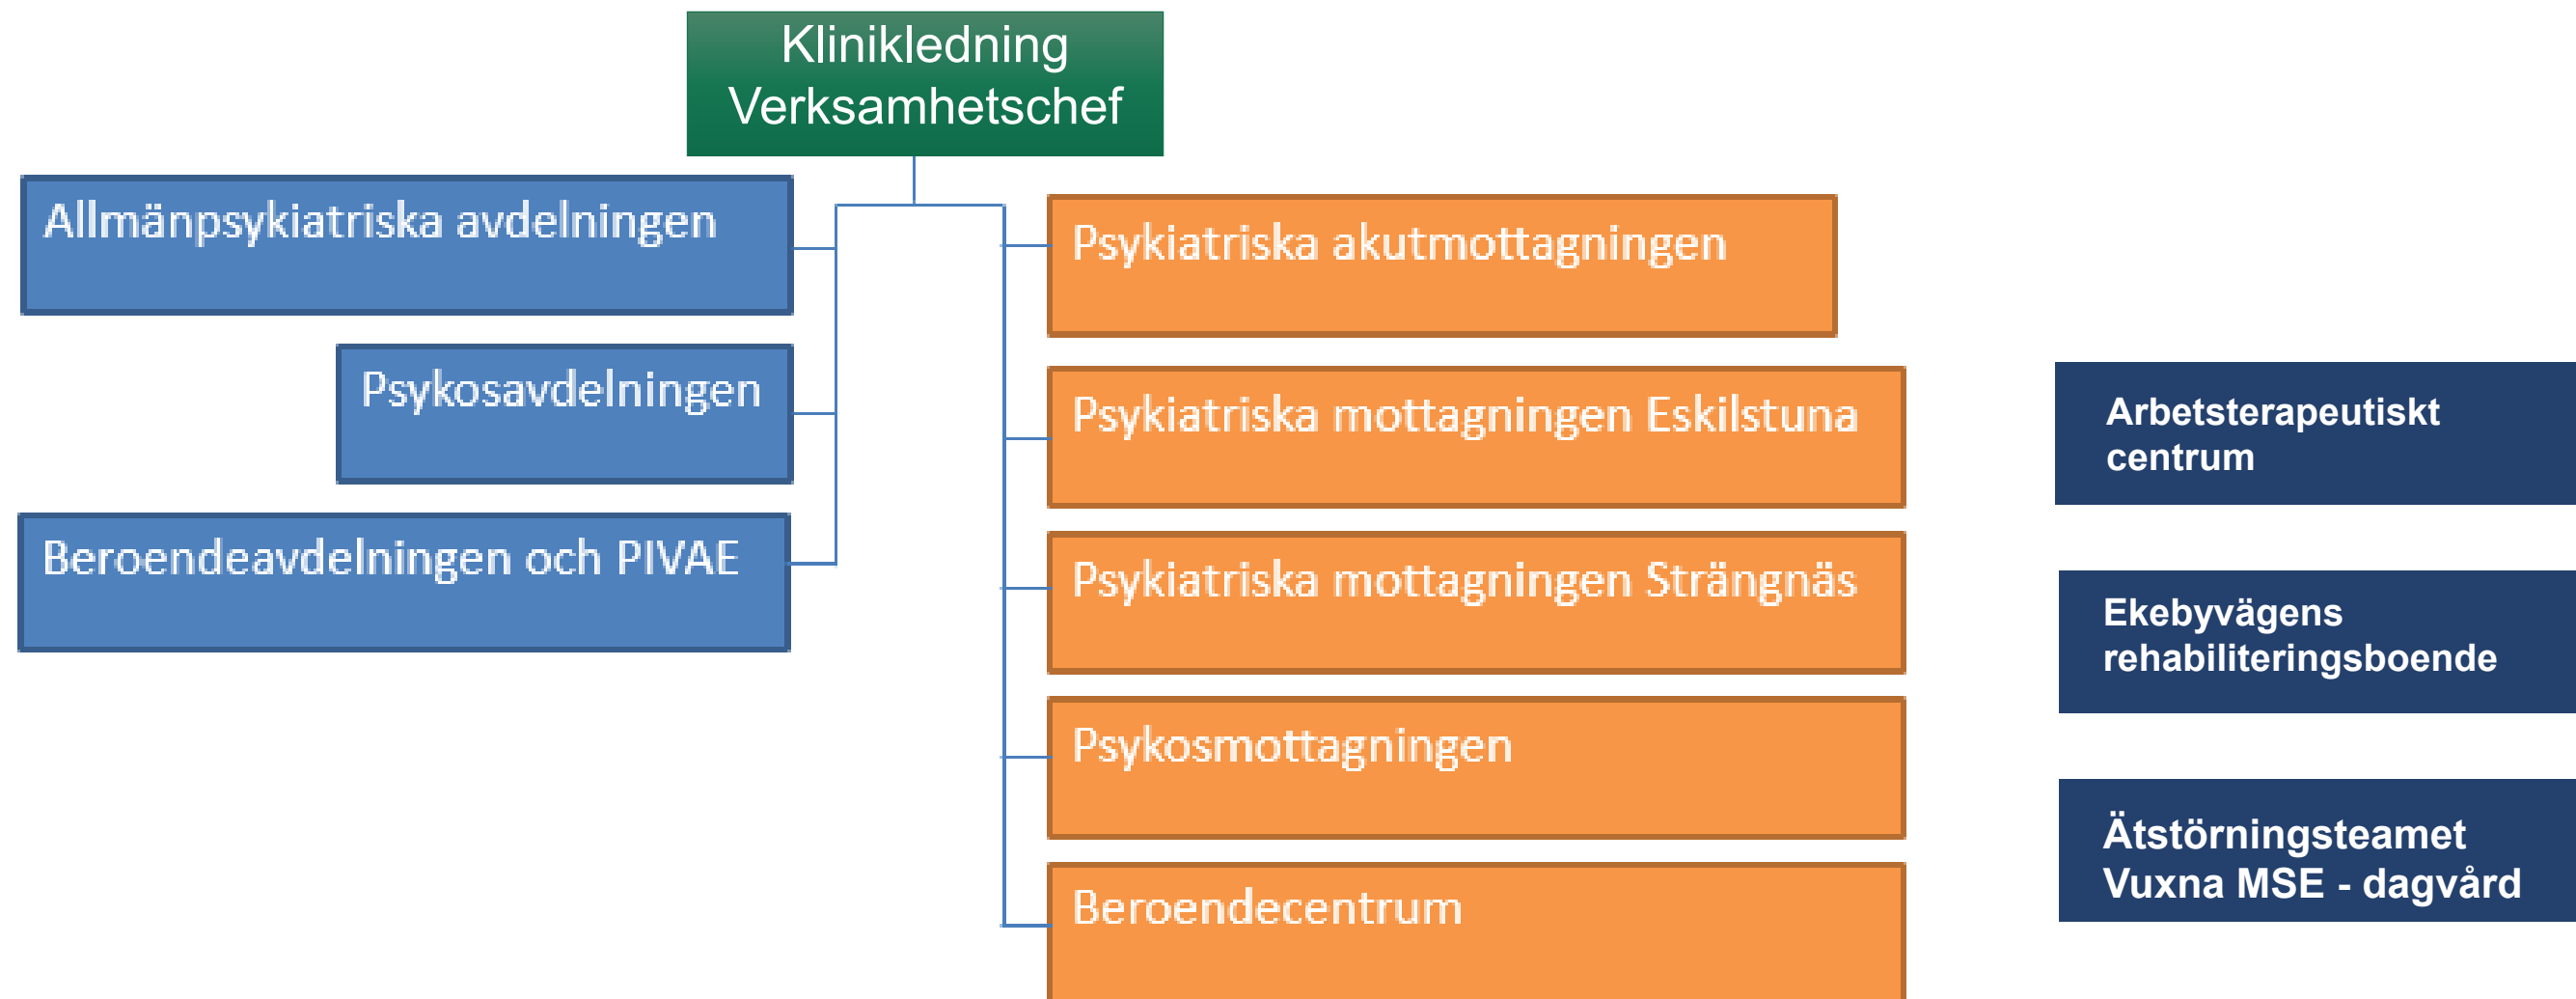 Klinikledning
Verksamhetschef
Allmänpsykiatriska avdelningen
Psykosavdelningen
Beroendeavdelningen och PIVAE
Psykiatriska akutmottagningen
Psykiatriska mottagningen Eskilstuna
Psykiatriska mottagningen Strängnäs
Psykosmottagningen
Beroendecentrum
Arbetsterapeutiskt
centrum
Ekebyvägens
rehabiliteringsboende
Ätstörningsteamet
Vuxna MSE - dagvård